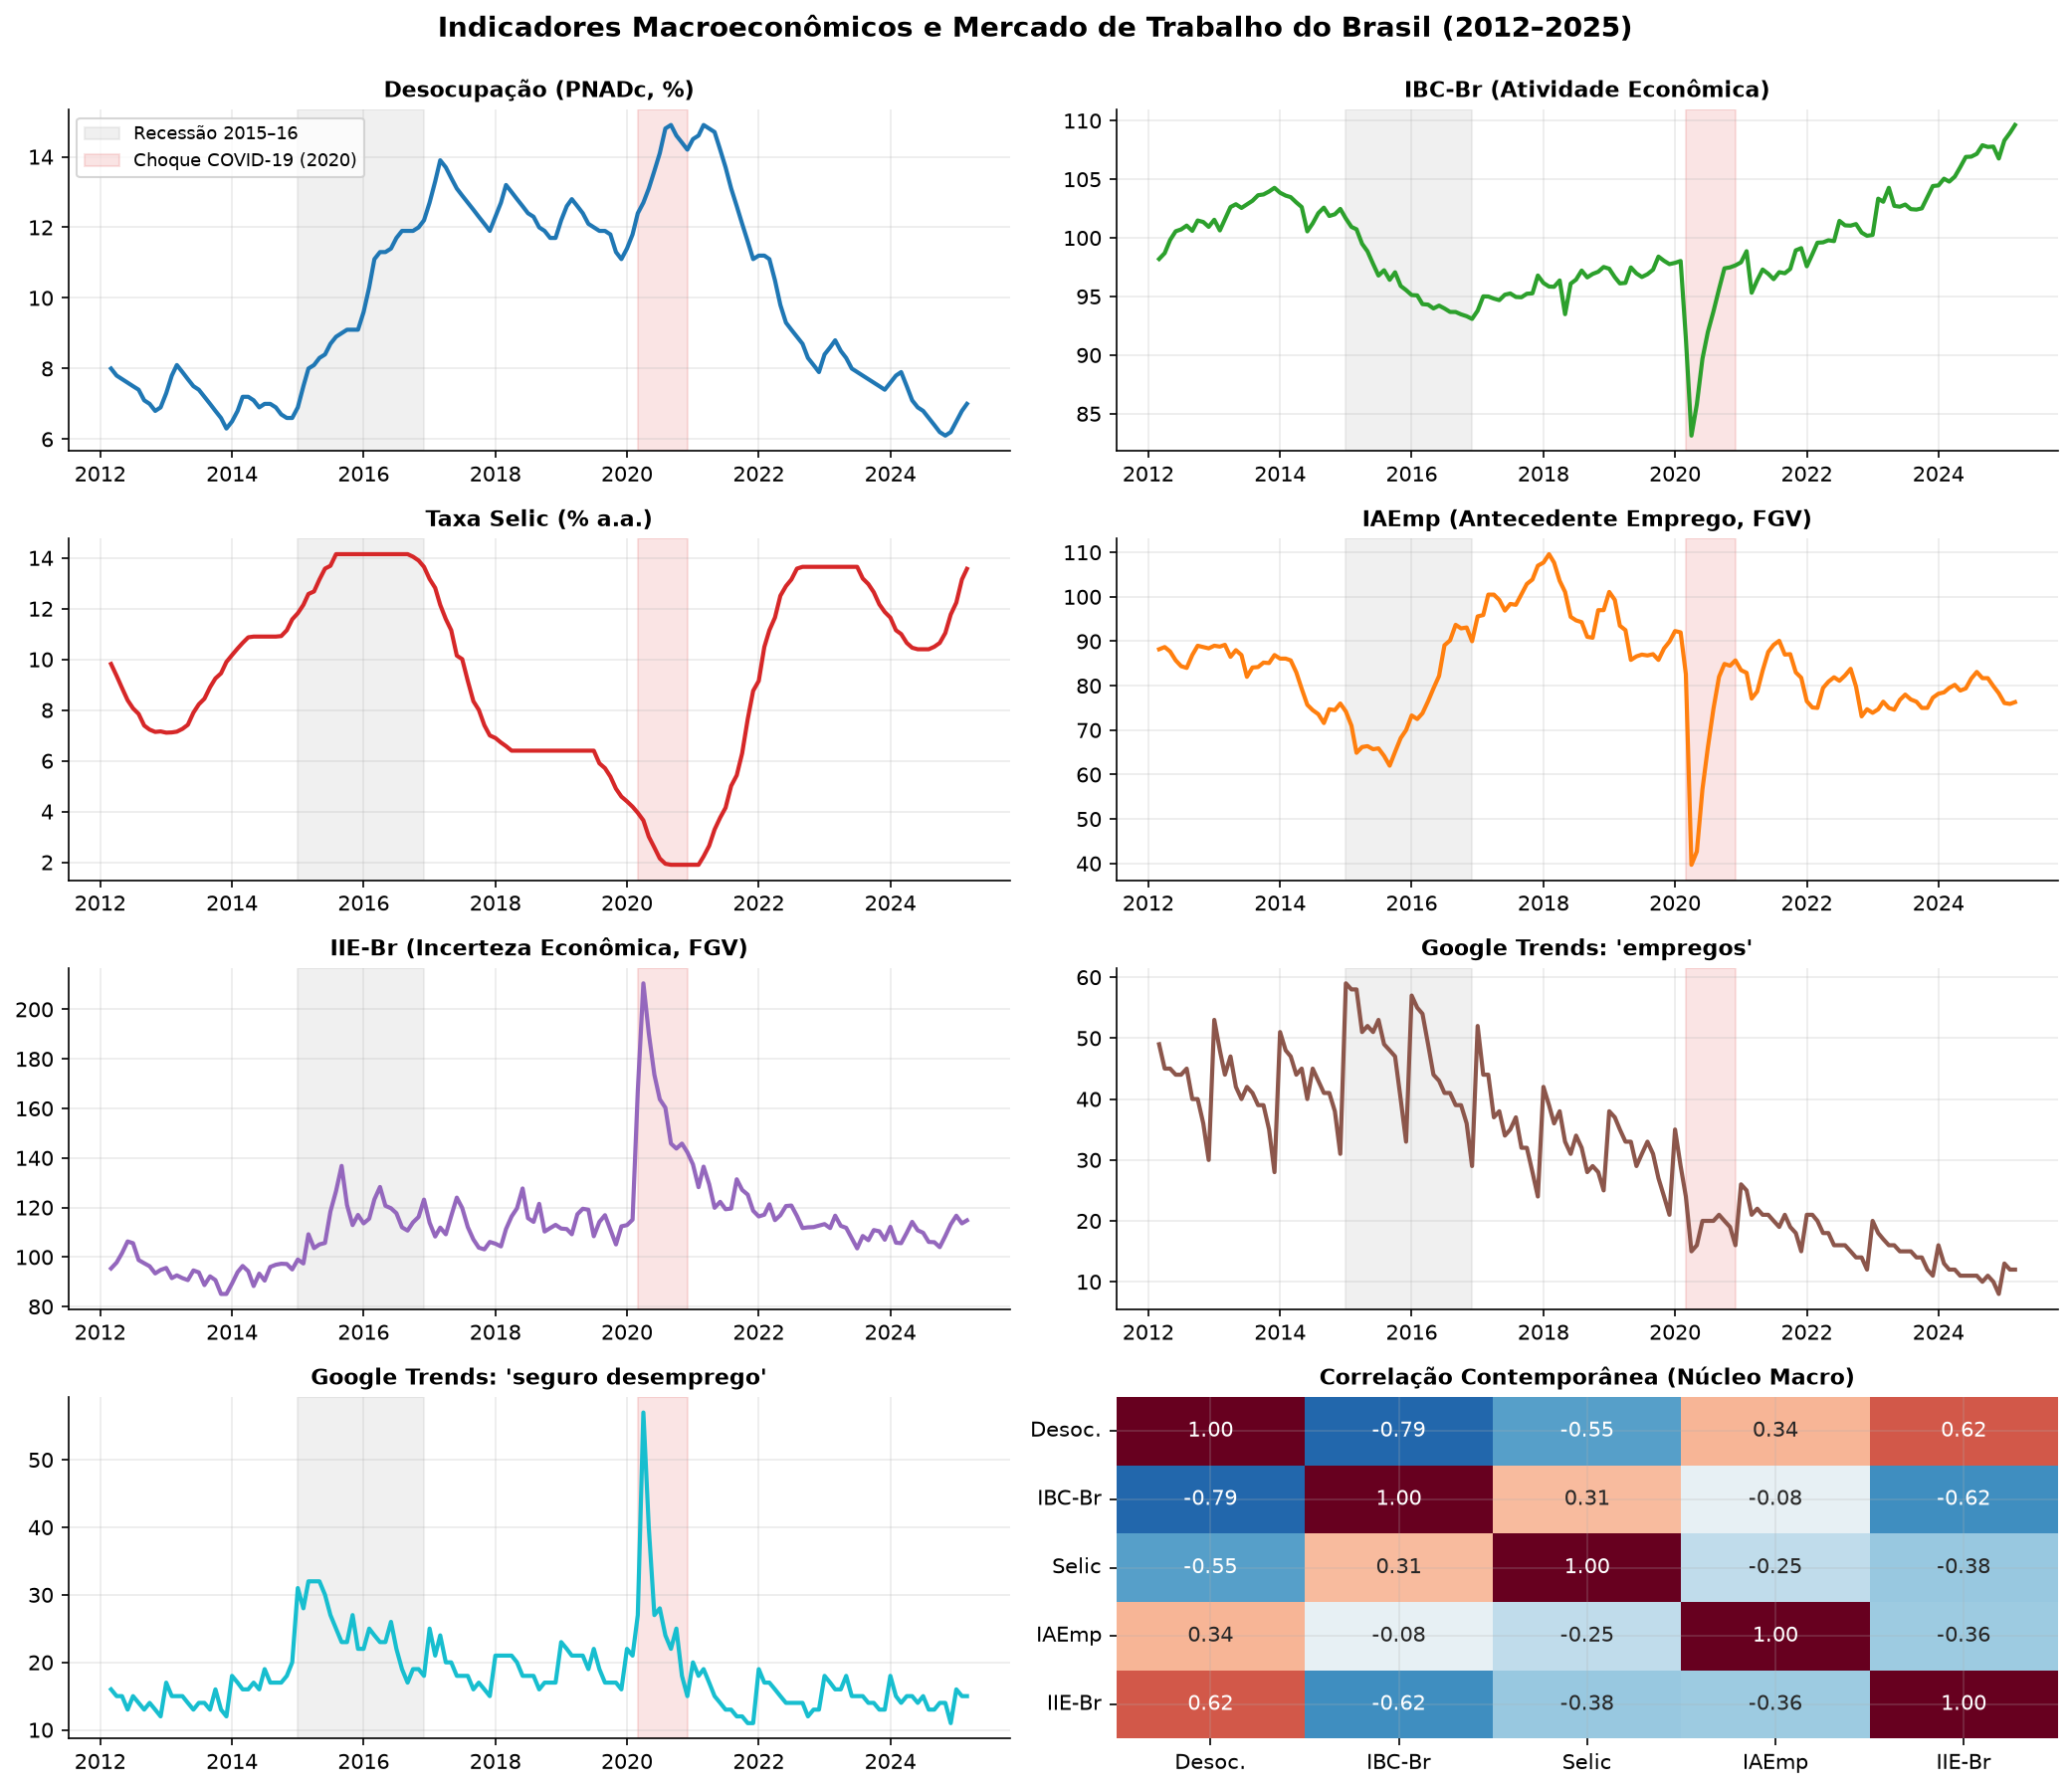 Indicadores Macroeconômicos e Mercado de Trabalho do Brasil (2012–2025)
Desocupação (PNADc, %)
Recessão 2015–16
Choque COVID-19 (2020)
14
12
10
8
6
2012 2014 2016 2018 2020 2022 2024
IBC-Br (Atividade Econômica)
110
105
100
95
90
85
2012 2014 2016 2018 2020 2022 2024
Taxa Selic (% a.a.)
14
12
10
8
6
4
2
2012 2014 2016 2018 2020 2022 2024
IAEmp (Antecedente Emprego, FGV)
110
100
90
80
70
60
50
40
2012 2014 2016 2018 2020 2022 2024
IIE-Br (Incerteza Econômica, FGV)
200
180
160
140
120
100
80
2012 2014 2016 2018 2020 2022 2024
Google Trends: 'empregos'
60
50
40
30
20
10
2012 2014 2016 2018 2020 2022 2024
Google Trends: 'seguro desemprego'
50
40
30
20
10
2012 2014 2016 2018 2020 2022 2024
Correlação Contemporânea (Núcleo Macro)
Desoc. 1.00 -0.79 -0.55 0.34 0.62
IBC-Br -0.79 1.00 0.31 -0.08 -0.62
Selic -0.55 0.31 1.00 -0.25 -0.38
IAEmp 0.34 -0.08 -0.25 1.00 -0.36
IIE-Br 0.62 -0.62 -0.38 -0.36 1.00
Desoc. IBC-Br Selic IAEmp IIE-Br